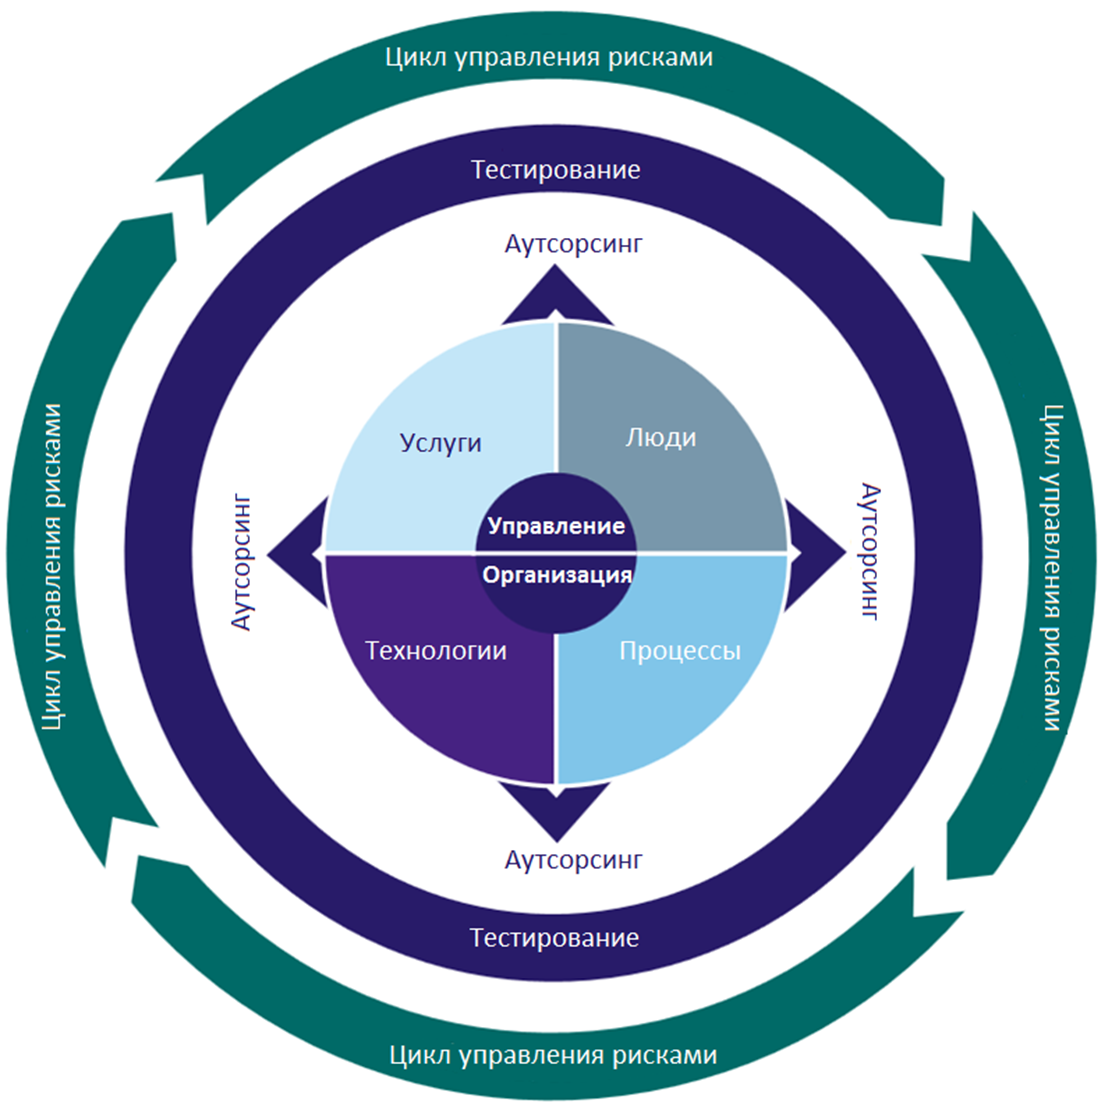 Цикл управления рисками
Тестирование
Аутсорсинг
Услуги
Люди
Цикл управления рисками
Аутсорсинг
Управление
Организация
Аутсорсинг
Цикл управления рисками
Технологии
Процессы
Аутсорсинг
Тестирование
Цикл управления рисками